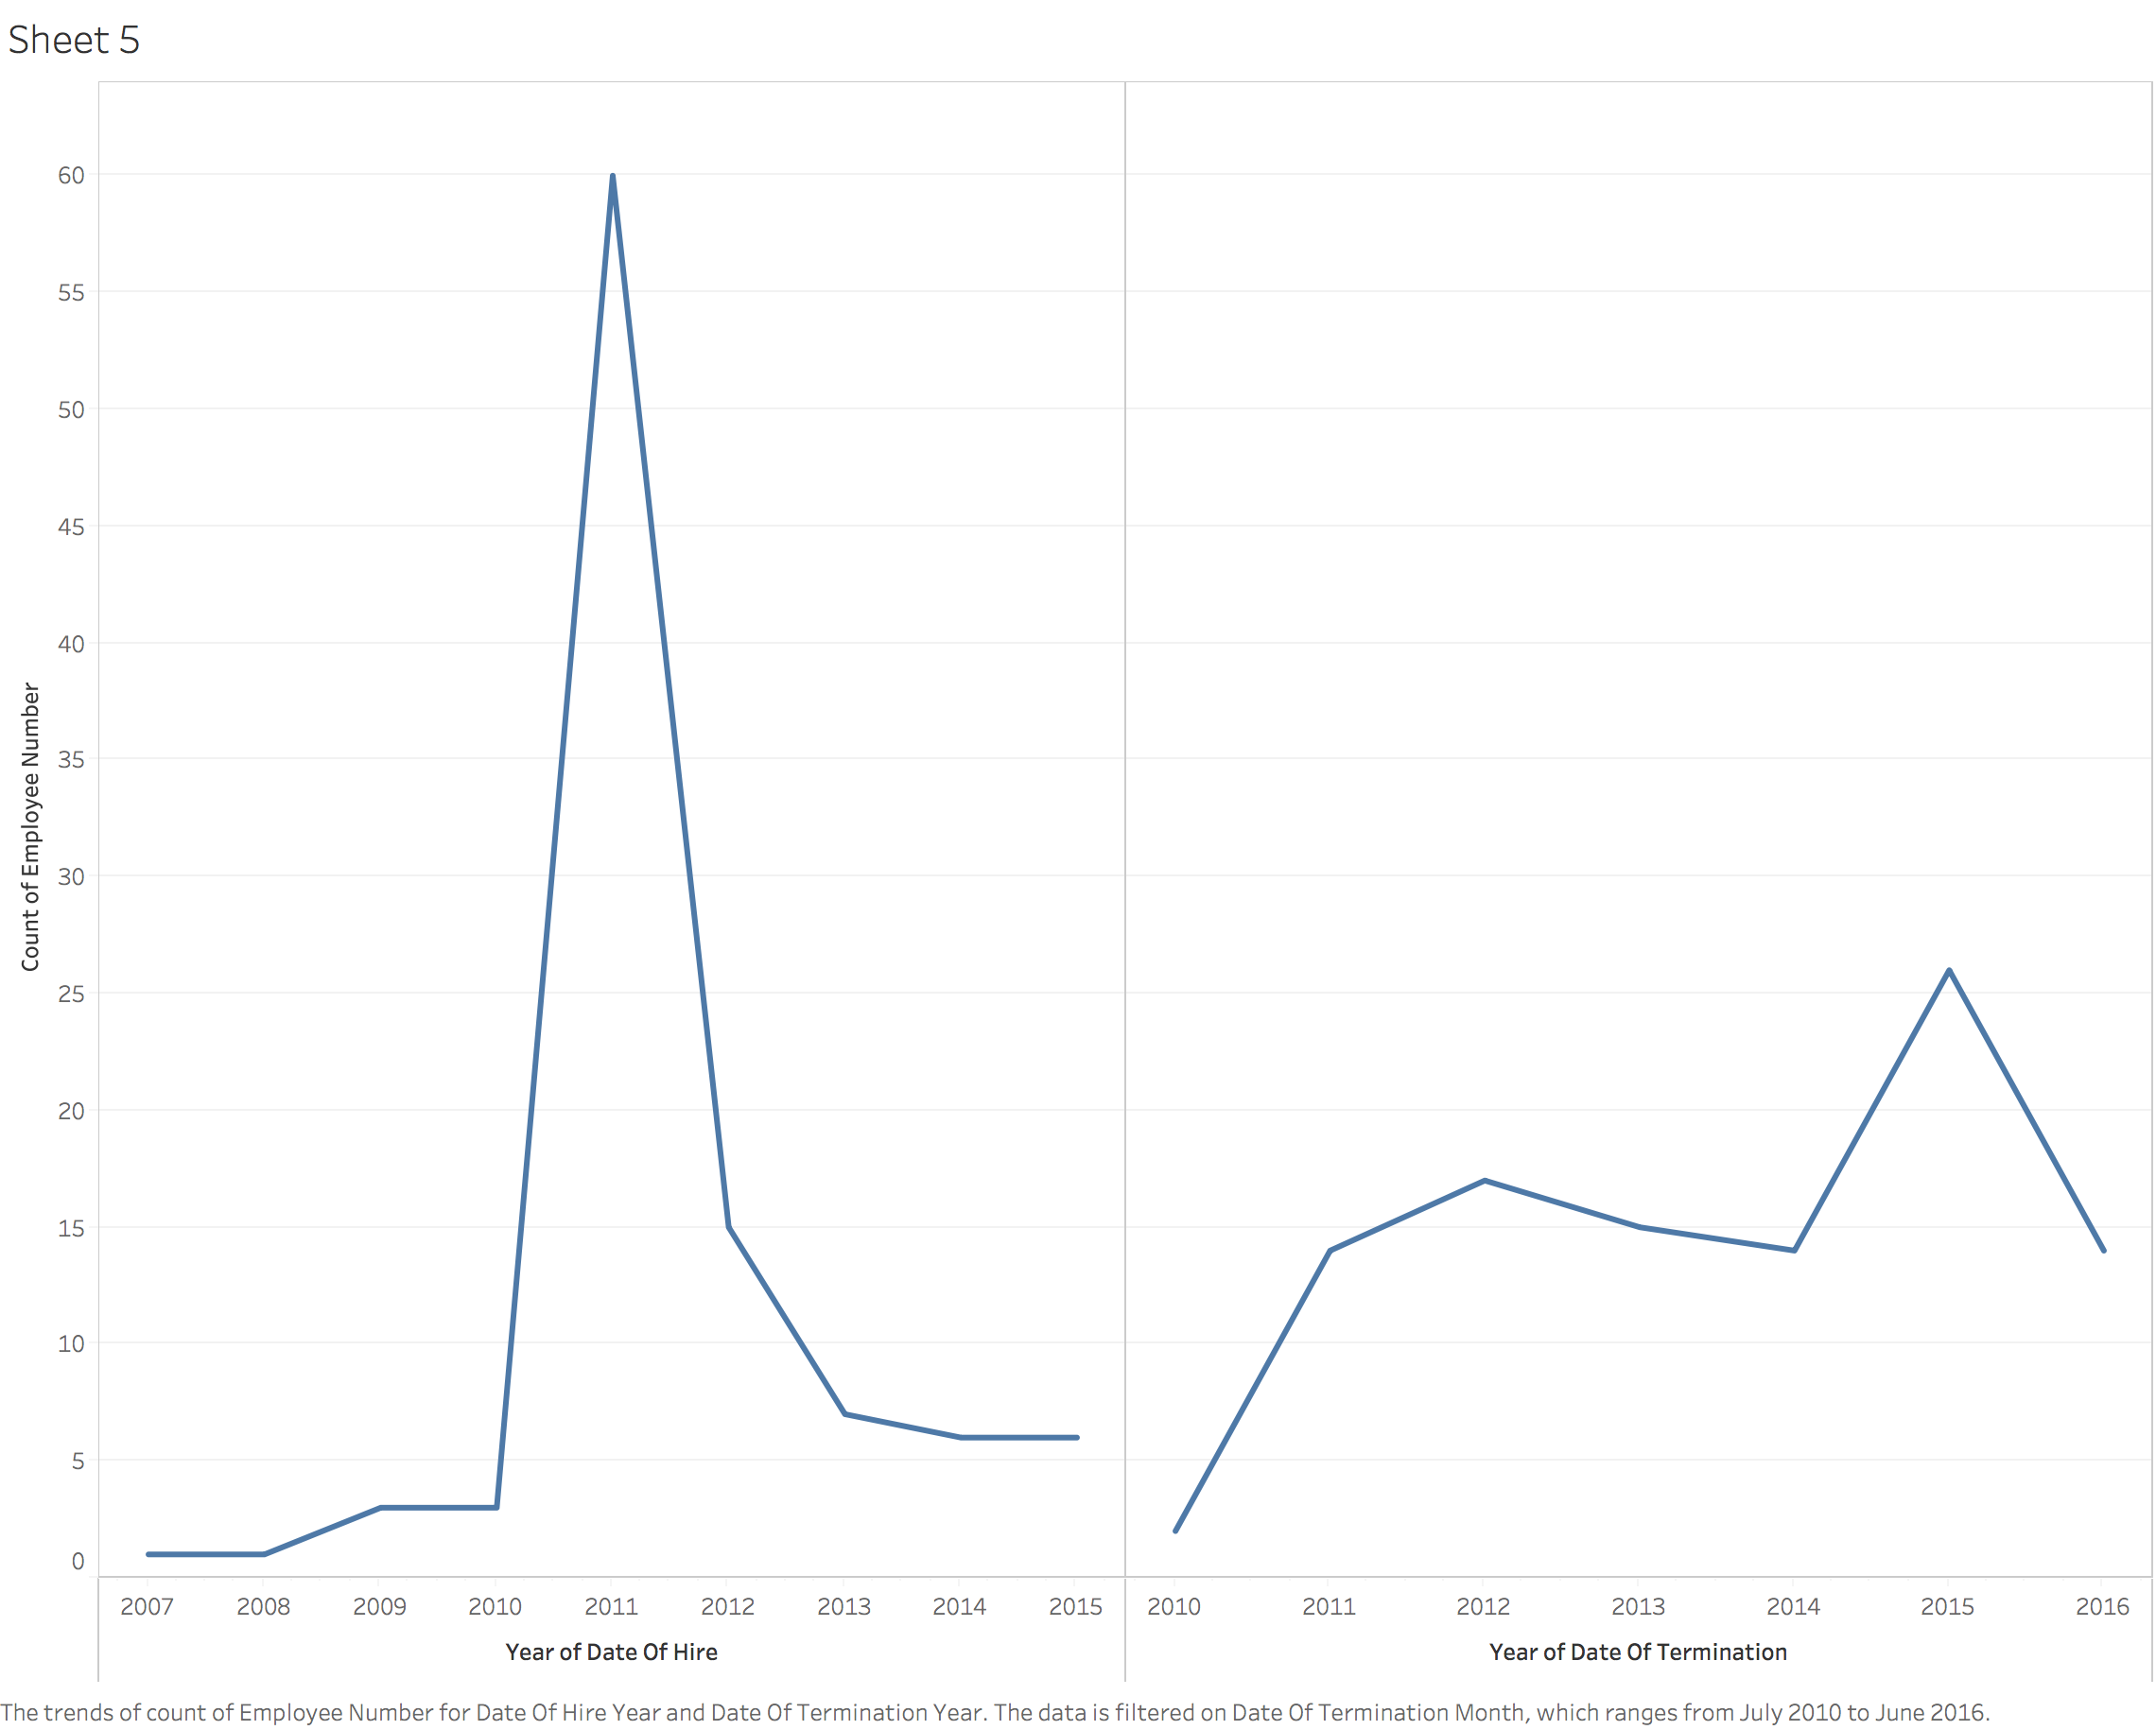 Sheet 5
60
55
50
45
40
35
30
25
20
15
10
5
0
Count of Employee Number
2007 2008 2009 2010 2011 2012 2013 2014 2015 2010 2011 2012 2013 2014 2015 2016
Year of Date Of Hire Year of Date Of Termination
The trends of count of Employee Number for Date Of Hire Year and Date Of Termination Year. The data is filtered on Date Of Termination Month, which ranges from July 2010 to June 2016.